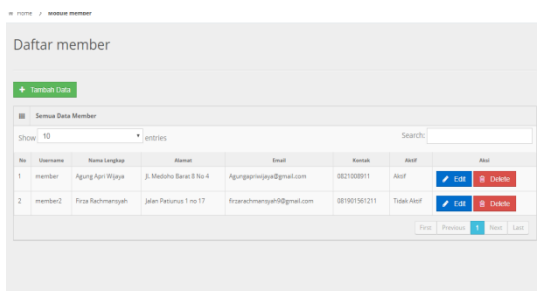 Home > Module member
Daftar member
+ Tambah Data
Semua Data Member
Show 10 entries Search:
No Username Nama Lengkap Alamat Email Kontak Aktif Aksi
1 member Agung Apri Wijaya Jl. Medoho Barat B No 4 Agungapriwijaya@gmail.com 0821008911 Aktif Edit Delete
2 member2 Firza Rachmansyah Jalan Patiunus 1 no 17 firzarachmansyah9@gmail.com 081901561211 Tidak Aktif Edit Delete
First Previous 1 Next Last